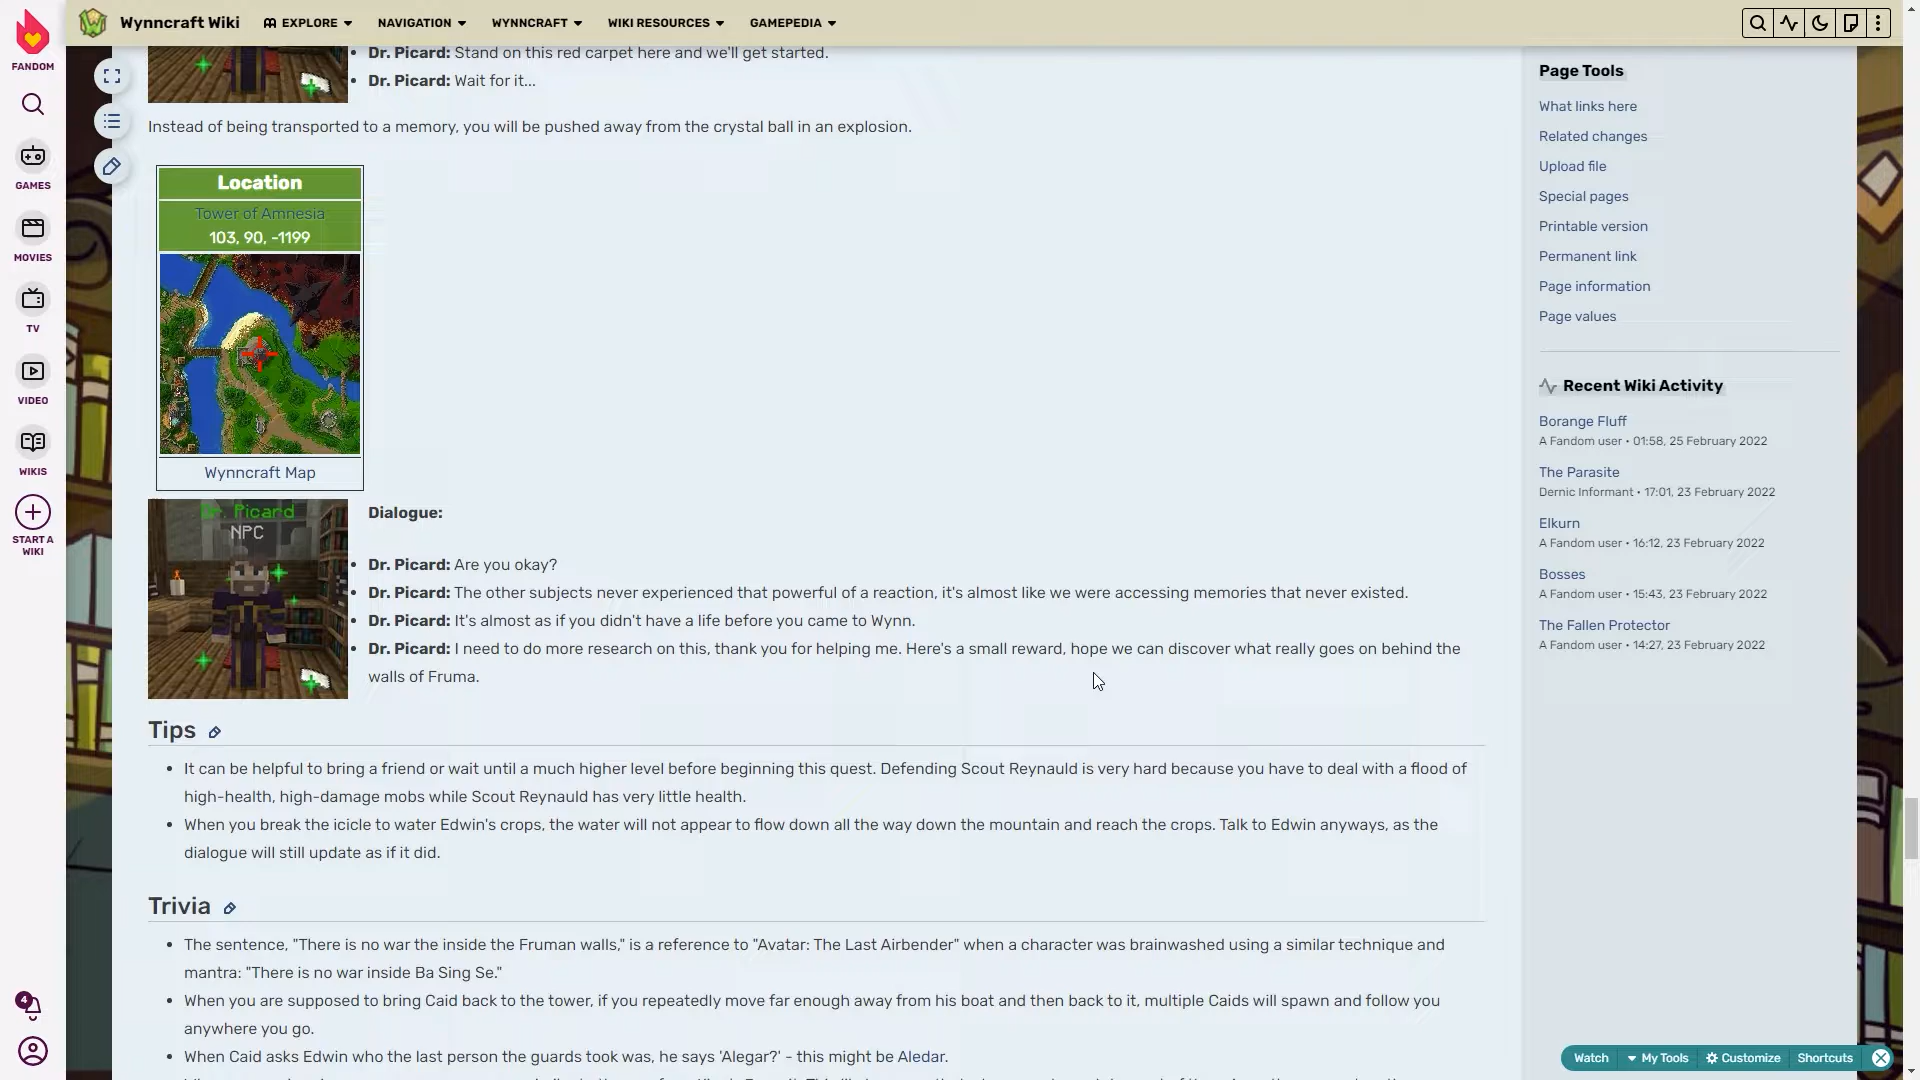 Wynncraft Wiki
EXPLORE
NAVIGATION
WYNNCRAFT
WIKI RESOURCES
GAMEPEDIA
FANDOM
GAMES
MOVIES
TV
VIDEO
WIKIS
START A
WIKI
4
Dr. Picard: Stand on this red carpet here and we'll get started.
Dr. Picard: Wait for it...
Instead of being transported to a memory, you will be pushed away from the crystal ball in an explosion.
Location
Tower of Amnesia
103, 90, -1199
Wynncraft Map
Dr. Picard
NPC
Dialogue:
Dr. Picard: Are you okay?
Dr. Picard: The other subjects never experienced that powerful of a reaction, it's almost like we were accessing memories that never existed.
Dr. Picard: It's almost as if you didn't have a life before you came to Wynn.
Dr. Picard: I need to do more research on this, thank you for helping me. Here's a small reward, hope we can discover what really goes on behind the
walls of Fruma.
Tips
It can be helpful to bring a friend or wait until a much higher level before beginning this quest. Defending Scout Reynauld is very hard because you have to deal with a flood of
high-health, high-damage mobs while Scout Reynauld has very little health.
When you break the icicle to water Edwin's crops, the water will not appear to flow down all the way down the mountain and reach the crops. Talk to Edwin anyways, as the
dialogue will still update as if it did.
Trivia
The sentence, "There is no war the inside the Fruman walls," is a reference to "Avatar: The Last Airbender" when a character was brainwashed using a similar technique and
mantra: "There is no war inside Ba Sing Se."
When you are supposed to bring Caid back to the tower, if you repeatedly move far enough away from his boat and then back to it, multiple Caids will spawn and follow you
anywhere you go.
When Caid asks Edwin who the last person the guards took was, he says 'Alegar?' - this might be Aledar.
Page Tools
What links here
Related changes
Upload file
Special pages
Printable version
Permanent link
Page information
Page values
Recent Wiki Activity
Borange Fluff
A Fandom user • 01:58, 25 February 2022
The Parasite
Dernic Informant • 17:01, 23 February 2022
Elkurn
A Fandom user • 16:12, 23 February 2022
Bosses
A Fandom user • 15:43, 23 February 2022
The Fallen Protector
A Fandom user • 14:27, 23 February 2022
Watch
My Tools
Customize
Shortcuts